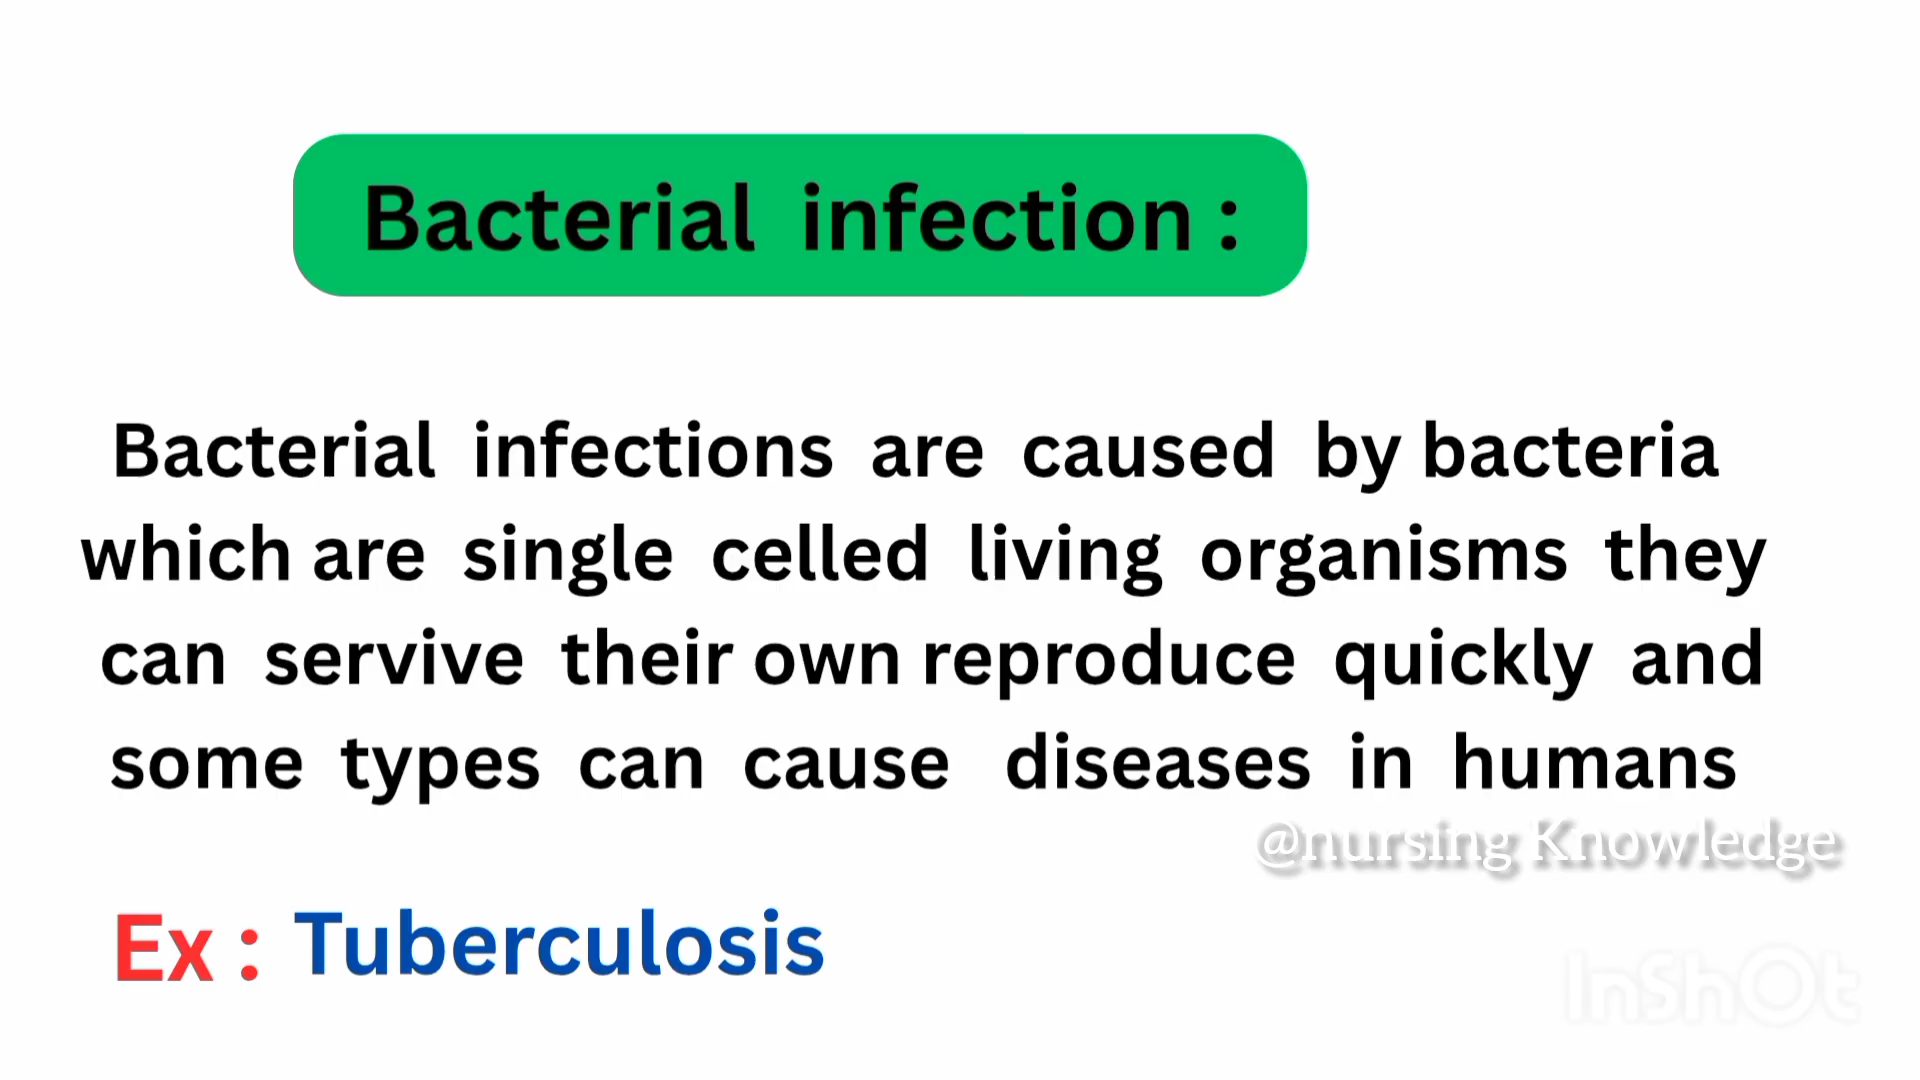 Bacterial infection :
Bacterial infections are caused by bacteria
which are single celled living organisms they
can servive their own reproduce quickly and
some types can cause diseases in humans
@nursing Knowledge
Ex : Tuberculosis
InShOt